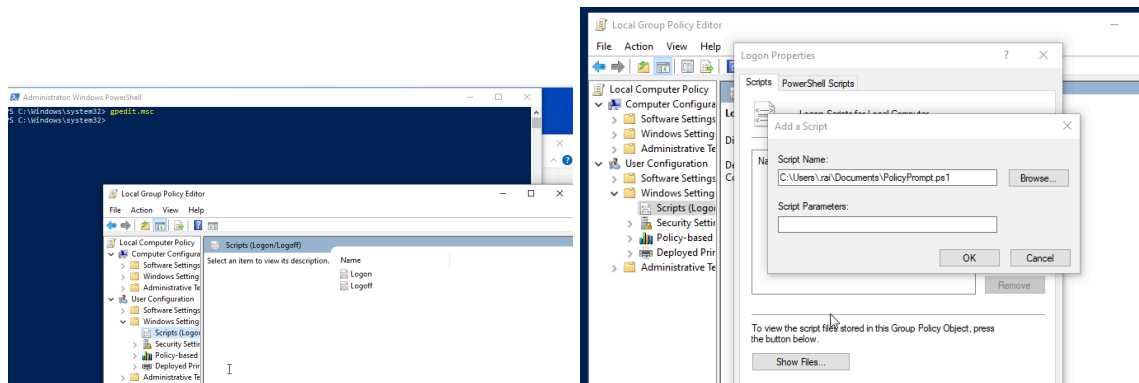 Administrator: Windows PowerShell
PS C:\Windows\system32> gpedit.msc
PS C:\Windows\system32>
Local Group Policy Editor
File Action View Help
Local Computer Policy
Computer Configura
Software Settings
Windows Setting
Administrative Te
User Configuration
Software Settings
Windows Setting
Scripts (Logo
Security Settin
Policy-based
Deployed Prin
Administrative Te
Scripts (Logon/Logoff)
Select an item to view its description.
Name
Logon
Logoff
Local Group Policy Editor
File Action View Help
Local Computer Policy
Computer Configura
Software Settings
Windows Setting
Administrative Te
User Configuration
Software Settings
Windows Setting
Scripts (Logo
Security Settin
Policy-based
Deployed Prin
Administrative Te
Logon Properties
Scripts PowerShell Scripts
Logon Scripts for Local Computer
Add a Script
Script Name:
C:\Users\.rai\Documents\PolicyPrompt.ps1
Browse...
Script Parameters:
OK Cancel
Remove
To view the script files stored in this Group Policy Object, press
the button below.
Show Files...